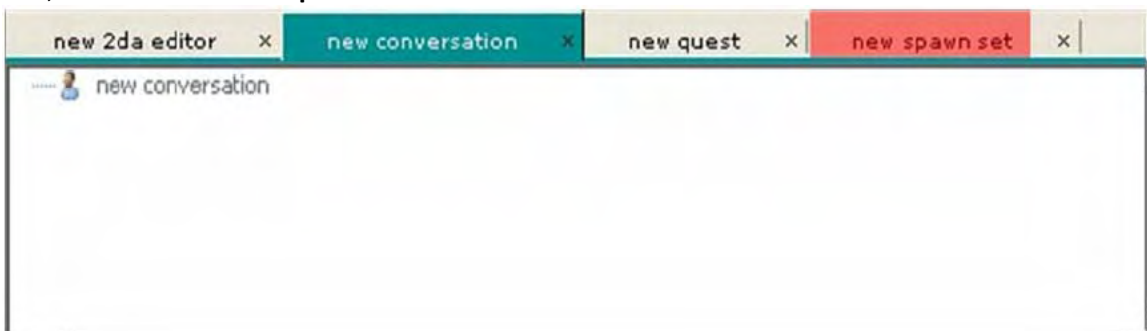 new 2da editor × new conversation × new quest × new spawn set ×
new conversation